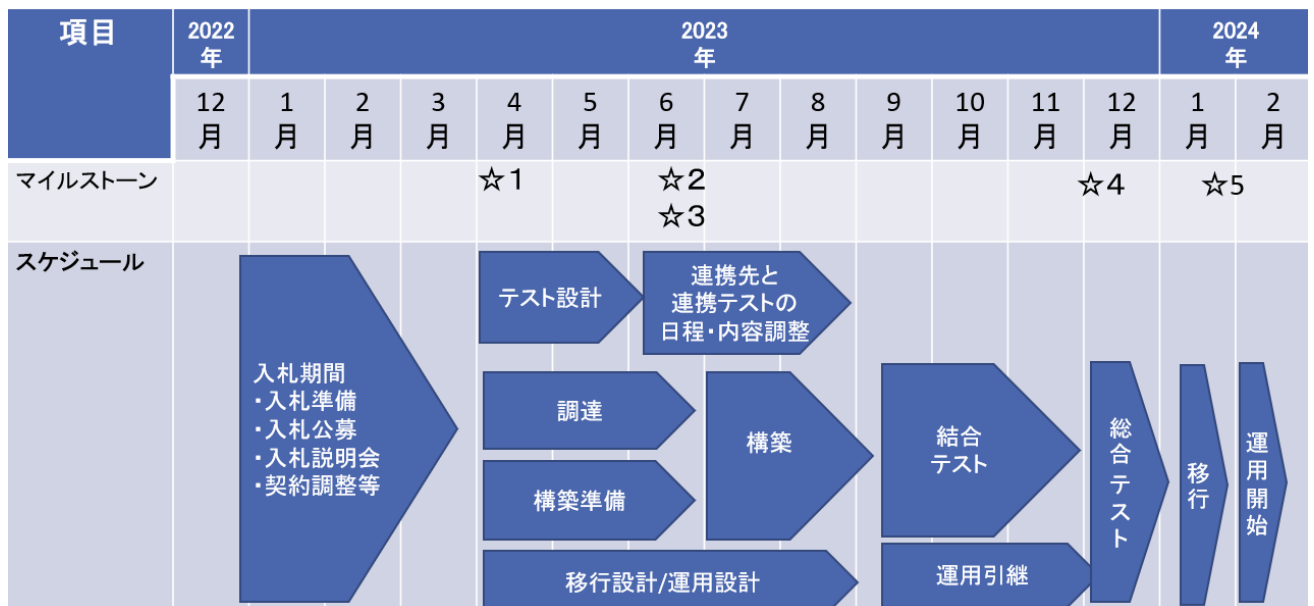 項目
2022
年
2023
年
2024
年
12
月
1
月
2
月
3
月
4
月
5
月
6
月
7
月
8
月
9
月
10
月
11
月
12
月
1
月
2
月
マイルストーン
☆1
☆2
☆3
☆4
☆5
スケジュール
入札期間
・入札準備
・入札公募
・入札説明会
・契約調整等
テスト設計
連携先と
連携テストの
日程・内容調整
調達
構築準備
構築
移行設計/運用設計
結合
テスト
運用引継
総合テスト
移行
運用開始